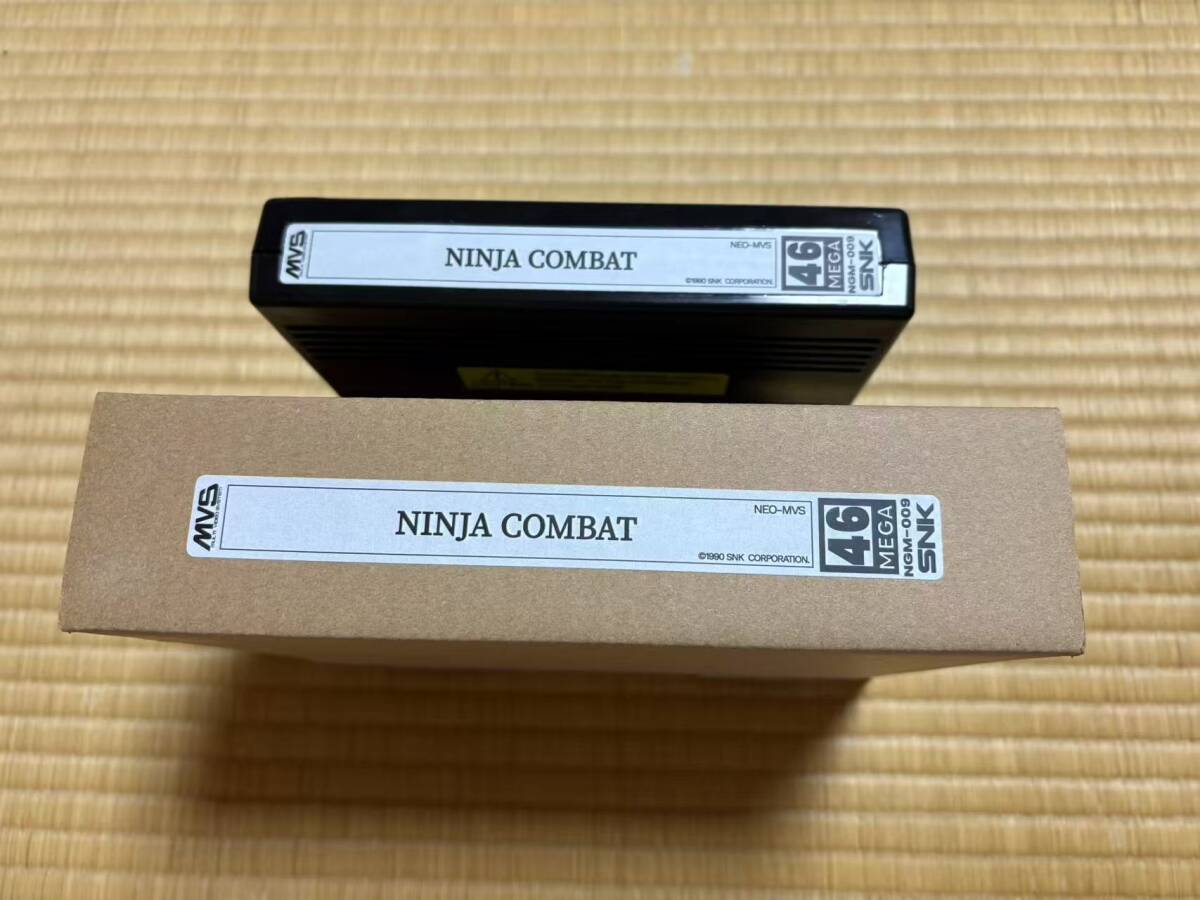 MVS
NINJA COMBAT
NEO-MVS
©1990 SNK CORPORATION.
46
MEGA
NGM-009
SNK
MVS
NINJA COMBAT
NEO-MVS
©1990 SNK CORPORATION.
46
MEGA
NGM-009
SNK